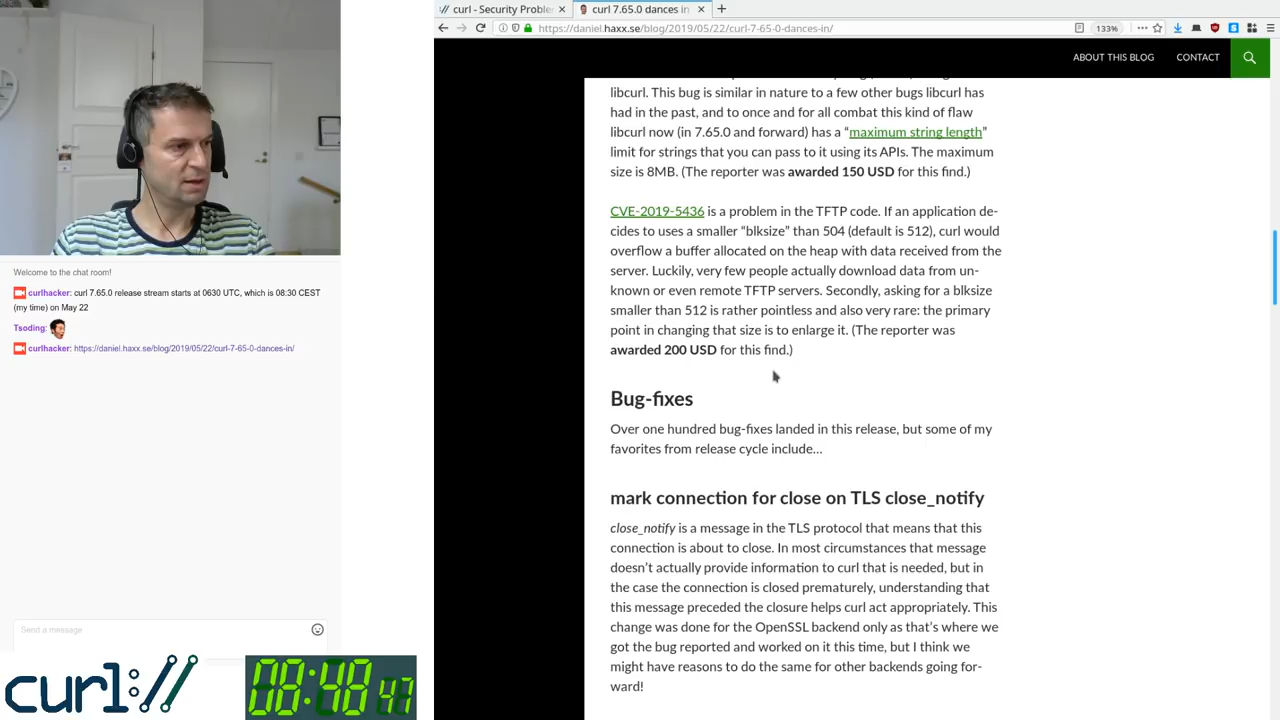 curl - Security Proble
curl 7.65.0 dances in
https://daniel.haxx.se/blog/2019/05/22/curl-7-65-0-dances-in/
133%
ABOUT THIS BLOG
CONTACT
libcurl. This bug is similar in nature to a few other bugs libcurl has
had in the past, and to once and for all combat this kind of flaw
libcurl now (in 7.65.0 and forward) has a “maximum string length”
limit for strings that you can pass to it using its APIs. The maximum
size is 8MB. (The reporter was awarded 150 USD for this find.)
CVE-2019-5436 is a problem in the TFTP code. If an application de-
cides to uses a smaller “blksize” than 504 (default is 512), curl would
overflow a buffer allocated on the heap with data received from the
server. Luckily, very few people actually download data from un-
known or even remote TFTP servers. Secondly, asking for a blksize
smaller than 512 is rather pointless and also very rare: the primary
point in changing that size is to enlarge it. (The reporter was
awarded 200 USD for this find.)
Bug-fixes
Over one hundred bug-fixes landed in this release, but some of my
favorites from release cycle include…
mark connection for close on TLS close_notify
close_notify is a message in the TLS protocol that means that this
connection is about to close. In most circumstances that message
doesn’t actually provide information to curl that is needed, but in
the case the connection is closed prematurely, understanding that
this message preceded the closure helps curl act appropriately. This
change was done for the OpenSSL backend only as that’s where we
got the bug reported and worked on it this time, but I think we
might have reasons to do the same for other backends going for-
ward!
Welcome to the chat room!
curlhacker: curl 7.65.0 release stream starts at 0630 UTC, which is 08:30 CEST
(my time) on May 22
Tsoding:
curlhacker: https://daniel.haxx.se/blog/2019/05/22/curl-7-65-0-dances-in/
Send a message
curl://